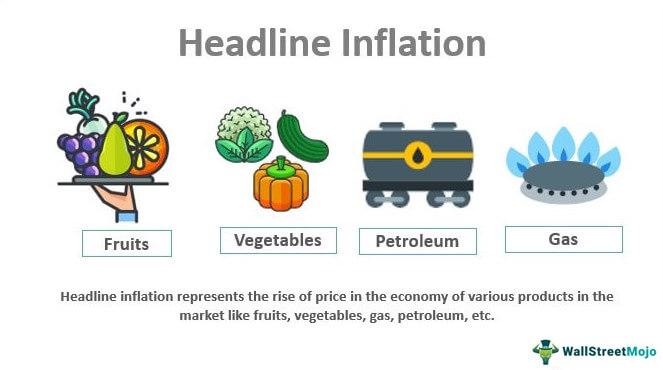 Headline Inflation
Fruits
Vegetables
Petroleum
Gas
Headline inflation represents the rise of price in the economy of various products in the
market like fruits, vegetables, gas, petroleum, etc.
WallStreetMojo